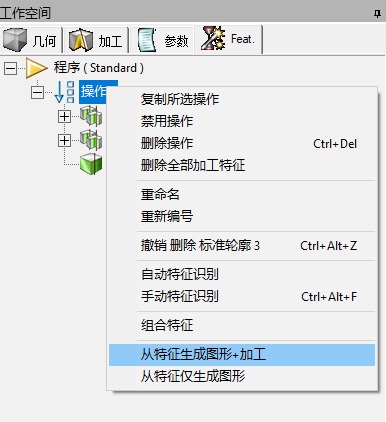 工作空间
几何 加工 参数 Feat.
程序 ( Standard )
操作
复制所选操作
禁用操作
删除操作 Ctrl+Del
删除全部加工特征
重命名
重新编号
撤销 删除 标准轮廓 3 Ctrl+Alt+Z
自动特征识别
手动特征识别 Ctrl+Alt+F
组合特征
从特征生成图形+加工
从特征仅生成图形